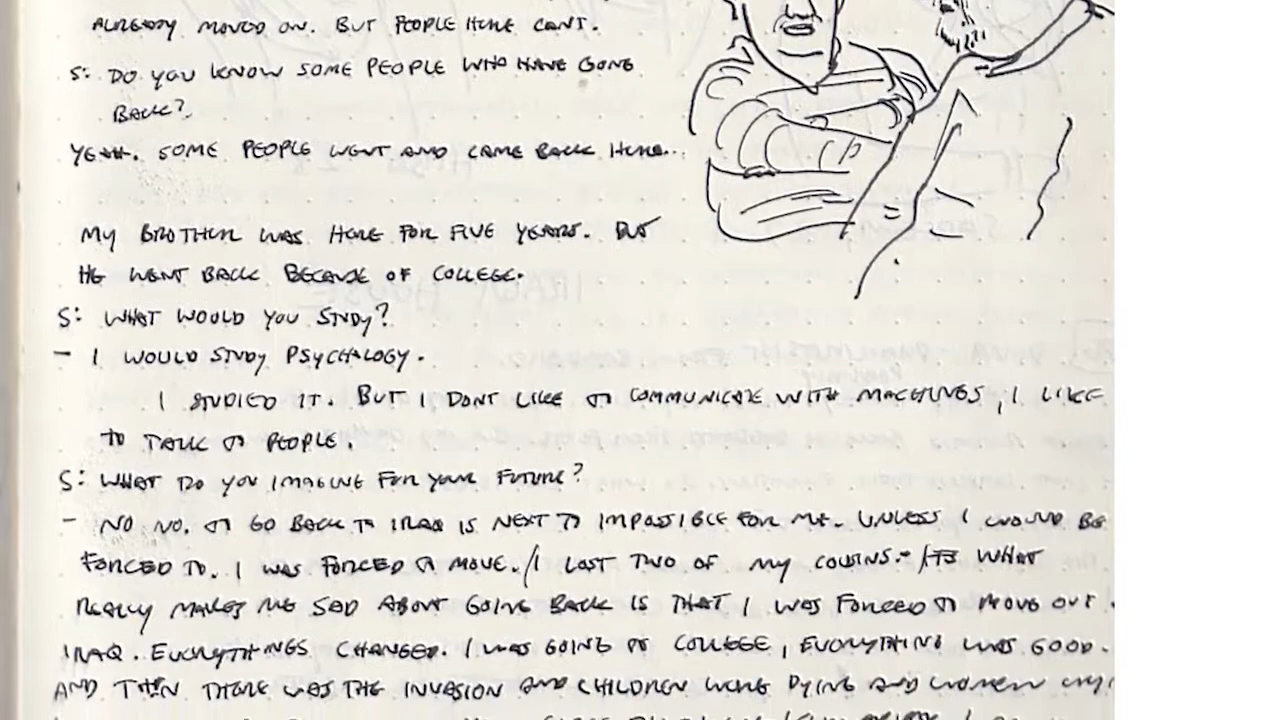 ALREADY MOVED ON. BUT PEOPLE HERE CANT.
S: DO YOU KNOW SOME PEOPLE WHO HAVE GONE
BACK?
YEAH. SOME PEOPLE WENT AND CAME BACK HERE...
MY BROTHER WAS HERE FOR FIVE YEARS. BUT
HE WENT BACK BECAUSE OF COLLEGE.
S: WHAT WOULD YOU STUDY?
- I WOULD STUDY PSYCHALOGY.
I STUDIED IT. BUT I DONT LIKE TO COMMUNICATE WITH MACHINES, I LIKE
TO TALK TO PEOPLE.
S: WHAT DO YOU IMAGINE FOR YOUR FUTURE?
- NO NO. TO GO BACK TO IRAQ IS NEXT TO IMPOSSIBLE FOR ME. UNLESS I WOULD BE
FORCED TO. I WAS FORCED TO MOVE. / I LOST TWO OF MY COUSINS. - / WHAT
REALLY MAKES ME SAD ABOUT GOING BACK IS THAT I WAS FORCED TO MOVE OUT.
IRAQ. EVERYTHINGS CHANGED. I WAS GOING TO COLLEGE, EVERYTHING WAS GOOD.
AND THEN THERE WAS THE INVASION AND CHILDREN WERE DYING AND WOMEN